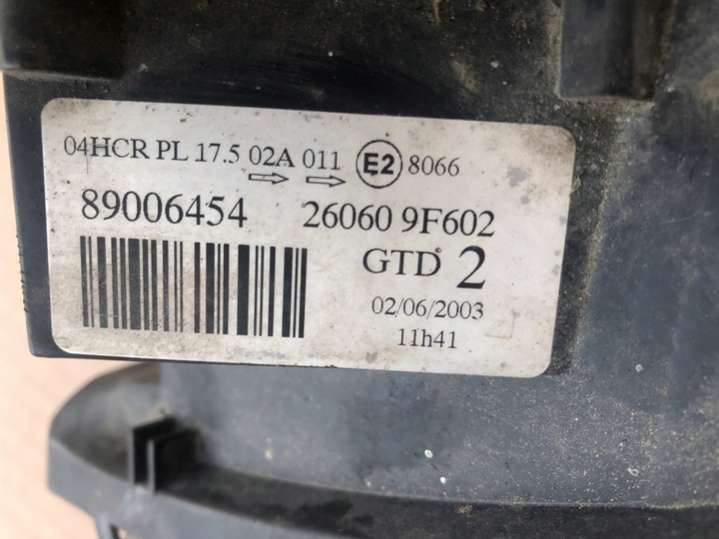 04HCR PL 17.5 02A 011 E2 8066
89006454 26060 9F602
GTD 2
02/06/2003
11h41